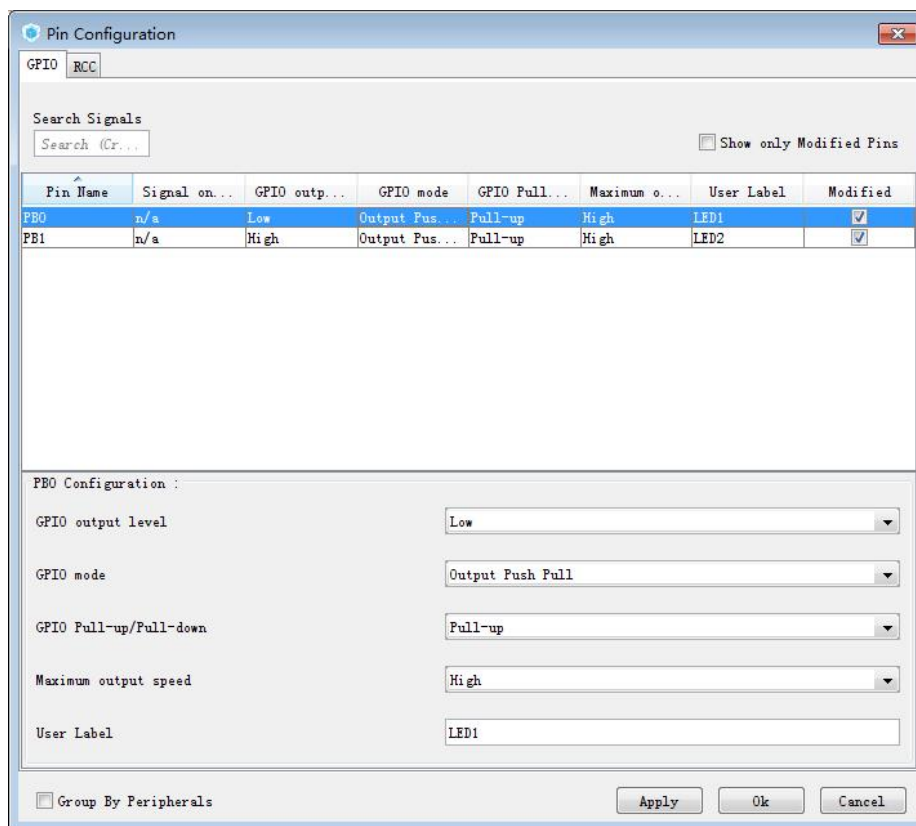 Pin Configuration
GPIO RCC
Search Signals
Search (Cr...
Show only Modified Pins
Pin Name Signal on... GPIO outp... GPIO mode GPIO Pull... Maximum o... User Label Modified
PB0 n/a Low Output Pus... Pull-up High LED1
PB1 n/a High Output Pus... Pull-up High LED2
PB0 Configuration :
GPIO output level Low
GPIO mode Output Push Pull
GPIO Pull-up/Pull-down Pull-up
Maximum output speed High
User Label LED1
Group By Peripherals Apply Ok Cancel